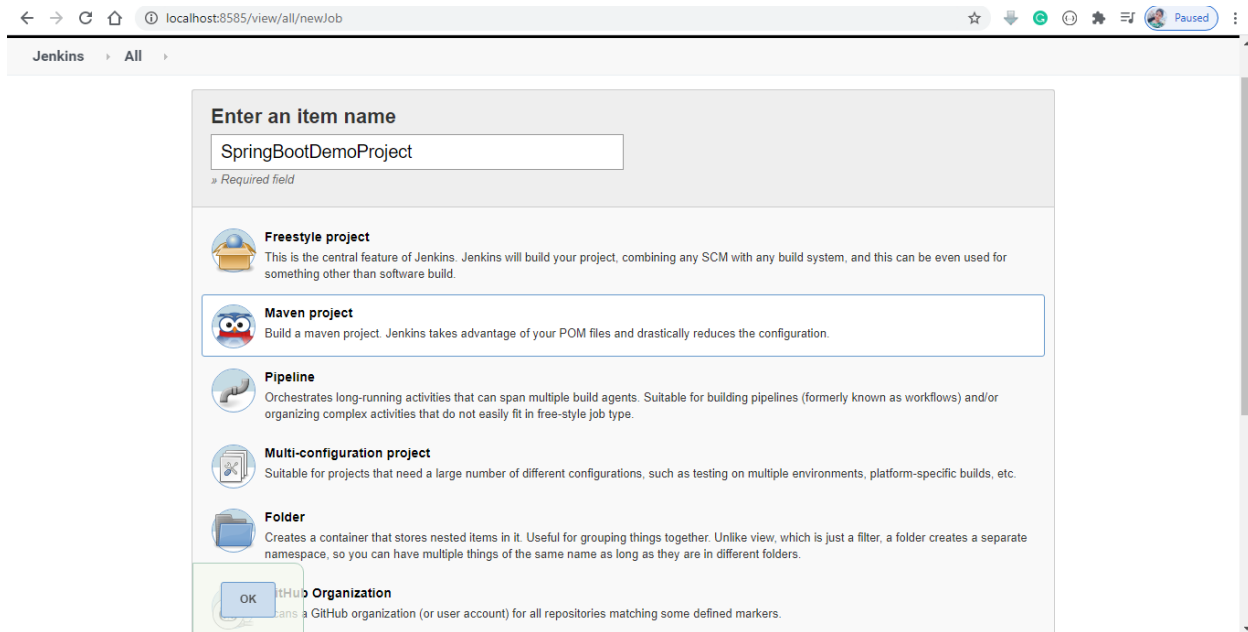 localhost:8585/view/all/newJob
Paused
Jenkins All
Enter an item name
SpringBootDemoProject
» Required field
Freestyle project
This is the central feature of Jenkins. Jenkins will build your project, combining any SCM with any build system, and this can be even used for
something other than software build.
Maven project
Build a maven project. Jenkins takes advantage of your POM files and drastically reduces the configuration.
Pipeline
Orchestrates long-running activities that can span multiple build agents. Suitable for building pipelines (formerly known as workflows) and/or
organizing complex activities that do not easily fit in free-style job type.
Multi-configuration project
Suitable for projects that need a large number of different configurations, such as testing on multiple environments, platform-specific builds, etc.
Folder
Creates a container that stores nested items in it. Useful for grouping things together. Unlike view, which is just a filter, a folder creates a separate
namespace, so you can have multiple things of the same name as long as they are in different folders.
OK
GitHub Organization
Scans a GitHub organization (or user account) for all repositories matching some defined markers.